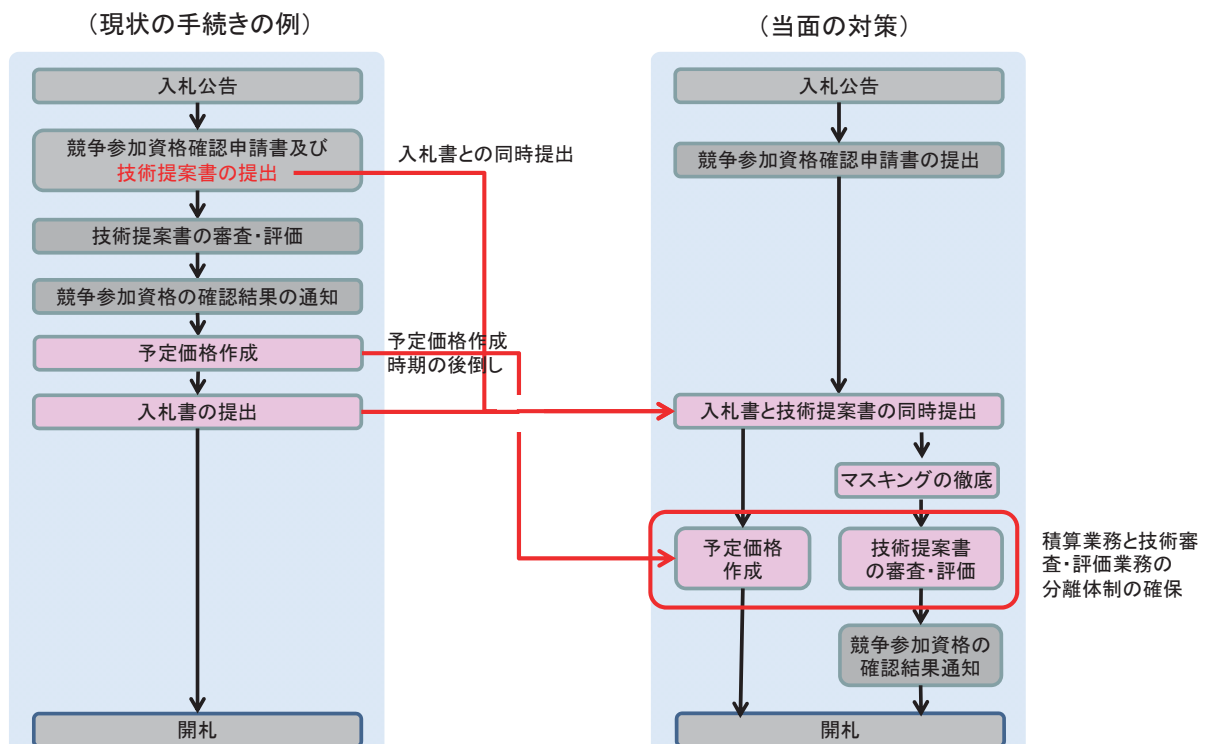 （現状の手続きの例）
入札公告
競争参加資格確認申請書及び
技術提案書の提出
技術提案書の審査・評価
競争参加資格の確認結果の通知
予定価格作成
入札書の提出
開札
入札書との同時提出
予定価格作成
時期の後倒し
（当面の対策）
入札公告
競争参加資格確認申請書の提出
入札書と技術提案書の同時提出
マスキングの徹底
予定価格
作成
技術提案書
の審査・評価
積算業務と技術審
査・評価業務の
分離体制の確保
競争参加資格の
確認結果通知
開札